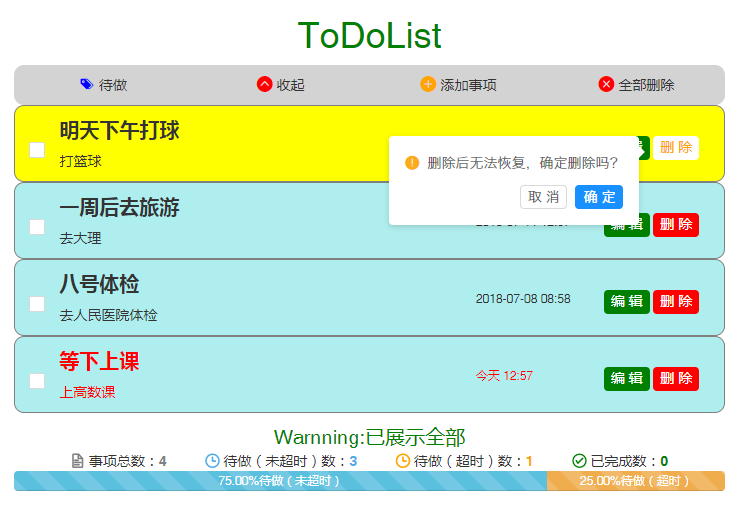 ToDoList
待做 收起 添加事项 全部删除
明天下午打球
打篮球
删除后无法恢复，确定删除吗?
取 消 确 定
删 除
一周后去旅游
去大理
编 辑 删 除
八号体检
去人民医院体检
2018-07-08 08:58
编 辑 删 除
等下上课
上高数课
今天 12:57
编 辑 删 除
Warnning:已展示全部
事项总数：4 待做（未超时）数：3 待做（超时）数：1 已完成数：0
75.00%待做（未超时） 25.00%待做（超时）